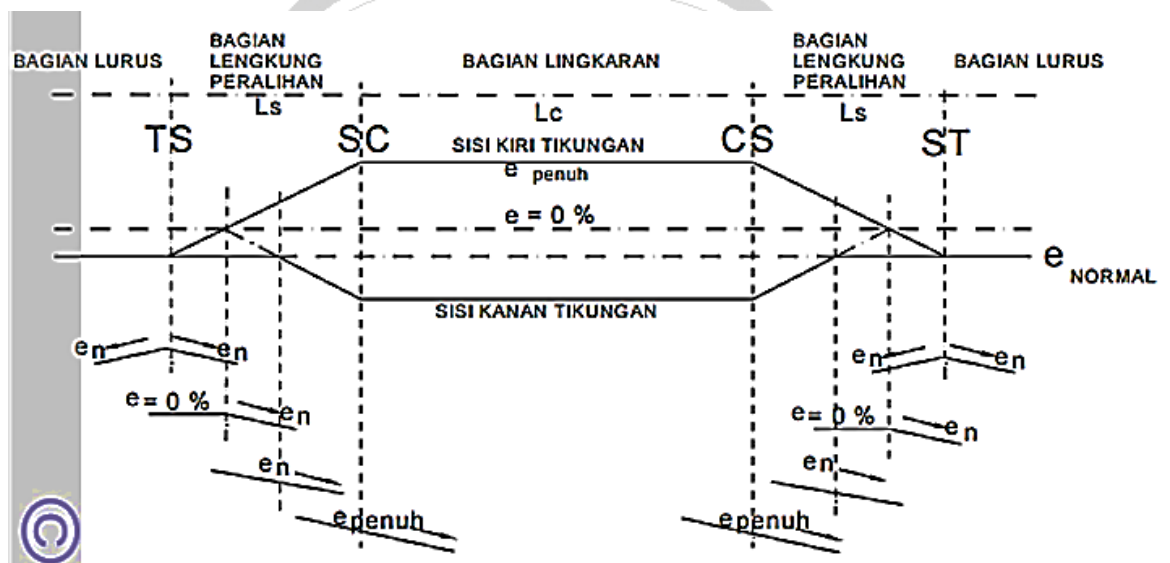 BAGIAN LURUS
BAGIAN
LENGKUNG
PERALIHAN
BAGIAN LINGKARAN
BAGIAN
LENGKUNG
PERALIHAN
BAGIAN LURUS
Ls
Lc
Ls
TS
SC
SISI KIRI TIKUNGAN
CS
ST
e penuh
e = 0 %
e NORMAL
SISI KANAN TIKUNGAN
en
en
en
en
e = 0 %
en
e = 0 %
en
en
en
epenuh
epenuh